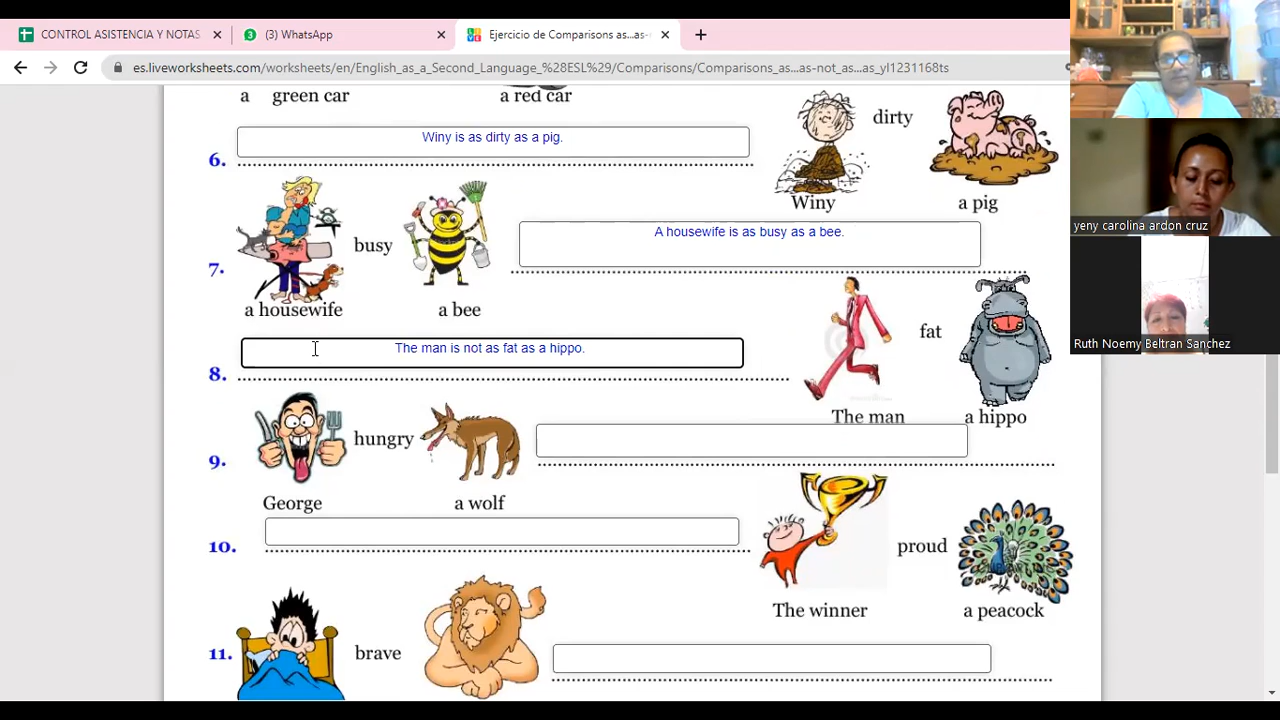 CONTROL ASISTENCIA Y NOTAS
(3) WhatsApp
Ejercicio de Comparisons as...as-
es.liveworksheets.com/worksheets/en/English_as_a_Second_Language_%28ESL%29/Comparisons/Comparisons_as...as-not_as...as_yl1231168ts
a green car
a red car
dirty
Winy is as dirty as a pig.
6.
Winy
a pig
busy
A housewife is as busy as a bee.
7.
a housewife
a bee
fat
The man is not as fat as a hippo.
8.
The man
a hippo
hungry
9.
George
a wolf
10.
proud
The winner
a peacock
11.
brave
yeny carolina ardon cruz
Ruth Noemy Beltran Sanchez